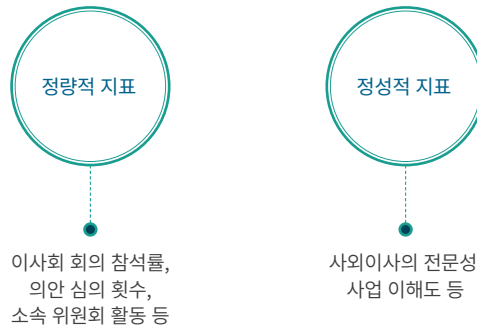 정량적 지표
이사회 회의 참석률,
의안 심의 횟수,
소속 위원회 활동 등
정성적 지표
사외이사의 전문성
사업 이해도 등